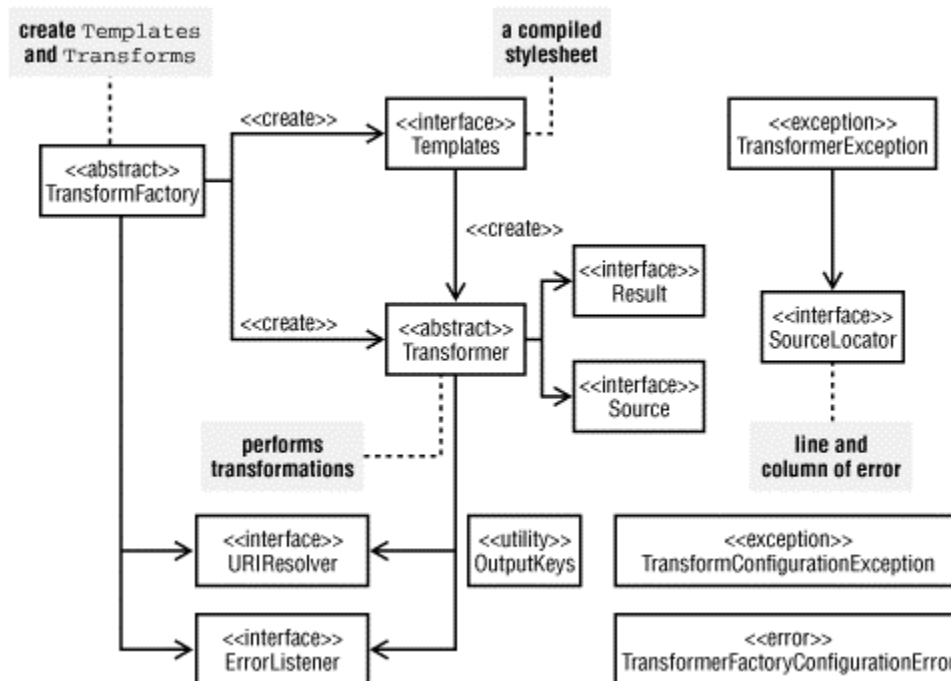 create Templates
and Transforms
a compiled
stylesheet
<<create>>
<<interface>>
Templates
<<exception>>
TransformerException
<<abstract>>
TransformFactory
<<create>>
<<interface>>
Result
<<create>>
<<abstract>>
Transformer
<<interface>>
SourceLocator
<<interface>>
Source
performs
transformations
line and
column of error
<<interface>>
URIResolver
<<utility>>
OutputKeys
<<exception>>
TransformConfigurationException
<<interface>>
ErrorListener
<<error>>
TransformerFactoryConfigurationError